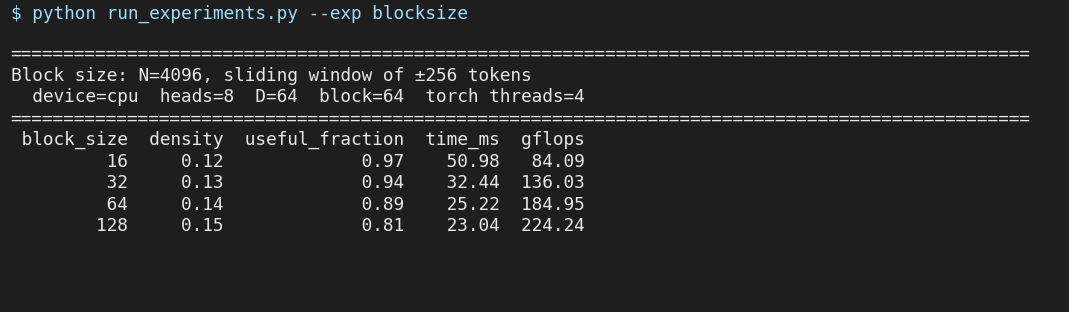 $ python run_experiments.py --exp blocksize
================================================================================================
Block size: N=4096, sliding window of ±256 tokens
  device=cpu  heads=8  D=64  block=64  torch threads=4
================================================================================================
 block_size  density  useful_fraction  time_ms  gflops
         16     0.12             0.97    50.98   84.09
         32     0.13             0.94    32.44  136.03
         64     0.14             0.89    25.22  184.95
        128     0.15             0.81    23.04  224.24